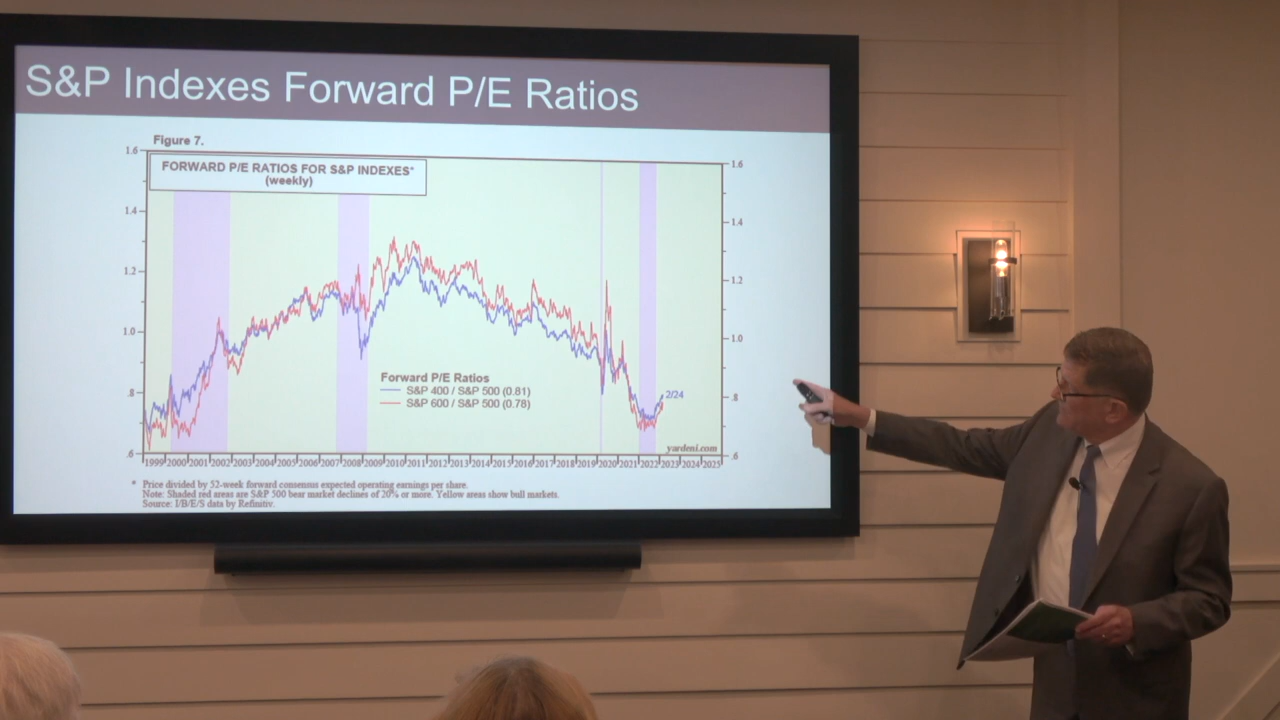 S&P Indexes Forward P/E Ratios
Figure 7.
FORWARD P/E RATIOS FOR S&P INDEXES*
(weekly)
1.6
1.4
1.2
1.0
.8
.6
1.6
1.4
1.2
1.0
.8
.6
Forward P/E Ratios
S&P 400 / S&P 500 (0.81)
S&P 600 / S&P 500 (0.78)
2/24
yardeni.com
1999 2000 2001 2002 2003 2004 2005 2006 2007 2008 2009 2010 2011 2012 2013 2014 2015 2016 2017 2018 2019 2020 2021 2022 2023 2024 2025
* Price divided by 52-week forward consensus expected operating earnings per share.
Note: Shaded red areas are S&P 500 bear market declines of 20% or more. Yellow areas show bull markets.
Source: I/B/E/S data by Refinitiv.